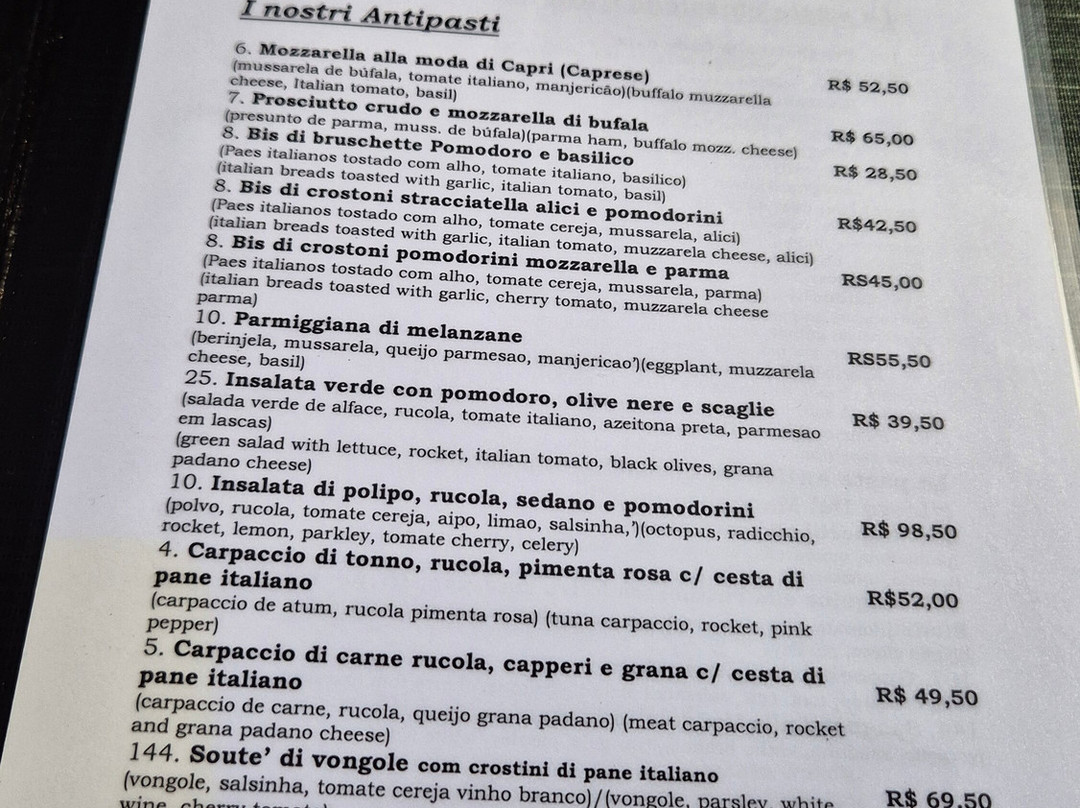 I nostri Antipasti
6. Mozzarella alla moda di Capri (Caprese)
(mussarela de búfala, tomate italiano, manjericão)(buffalo muzzarella R$ 52,50
cheese, Italian tomato, basil)
7. Prosciutto crudo e mozzarella di bufala
(presunto de parma, muss. de búfala)(parma ham, buffalo mozz. cheese) R$ 65,00
8. Bis di bruschette Pomodoro e basilico
(Paes italianos tostado com alho, tomate italiano, basilico) R$ 28,50
(italian breads toasted with garlic, italian tomato, basil)
8. Bis di crostoni stracciatella alici e pomodorini
(Paes italianos tostado com alho, tomate cereja, mussarela, alici) R$42,50
(italian breads toasted with garlic, italian tomato, muzzarela cheese, alici)
8. Bis di crostoni pomodorini mozzarella e parma
(Paes italianos tostado com alho, tomate cereja, mussarela, parma) RS45,00
(italian breads toasted with garlic, cherry tomato, muzzarela cheese
parma)
10. Parmiggiana di melanzane
(berinjela, mussarela, queijo parmesao, manjericao’)(eggplant, muzzarela RS55,50
cheese, basil)
25. Insalata verde con pomodoro, olive nere e scaglie
(salada verde de alface, rucola, tomate italiano, azeitona preta, parmesao R$ 39,50
em lascas)
(green salad with lettuce, rocket, italian tomato, black olives, grana
padano cheese)
10. Insalata di polipo, rucola, sedano e pomodorini
(polvo, rucola, tomate cereja, aipo, limao, salsinha,’)(octopus, radicchio, R$ 98,50
rocket, lemon, parkley, tomate cherry, celery)
4. Carpaccio di tonno, rucola, pimenta rosa c/ cesta di
pane italiano R$52,00
(carpaccio de atum, rucola pimenta rosa) (tuna carpaccio, rocket, pink
pepper)
5. Carpaccio di carne rucola, capperi e grana c/ cesta di
pane italiano R$ 49,50
(carpaccio de carne, rucola, queijo grana padano) (meat carpaccio, rocket
and grana padano cheese)
144. Soute’ di vongole com crostini di pane italiano
(vongole, salsinha, tomate cereja vinho branco)/(vongole, parsley, white R$ 69,50
wine, cherry